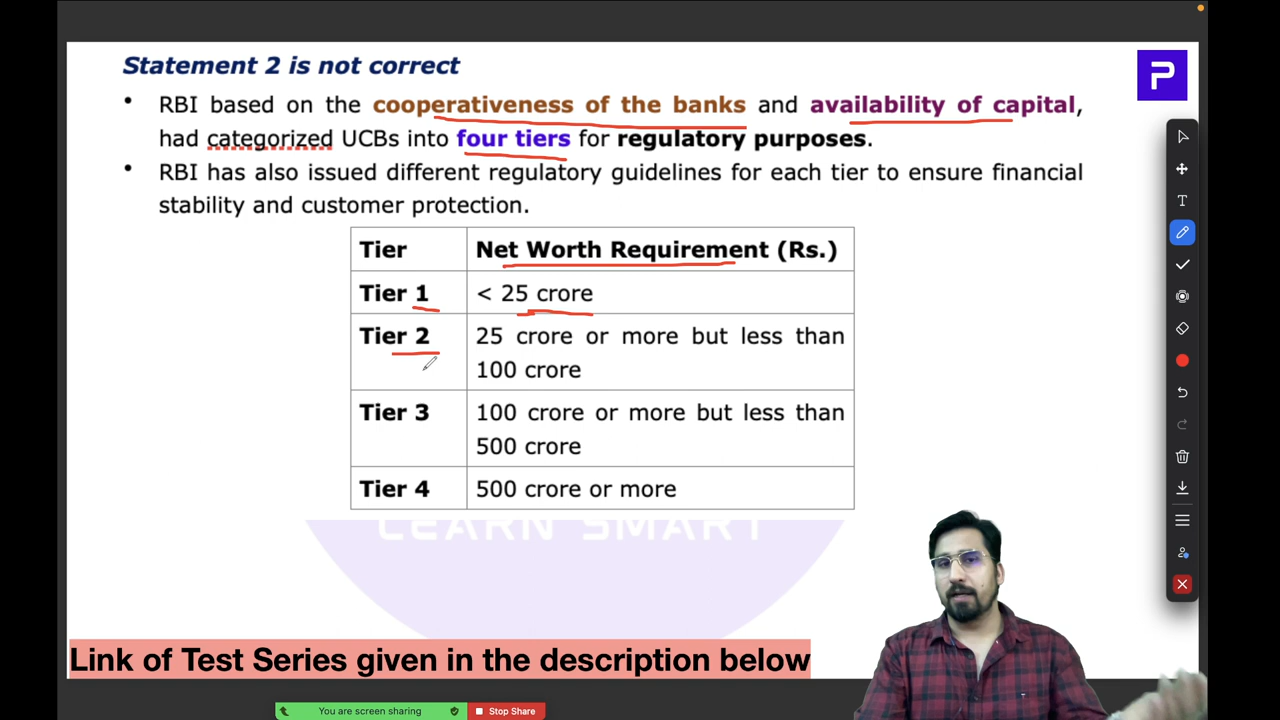 Statement 2 is not correct
P
• RBI based on the cooperativeness of the banks and availability of capital,
had categorized UCBs into four tiers for regulatory purposes.
• RBI has also issued different regulatory guidelines for each tier to ensure financial
stability and customer protection.
Tier Net Worth Requirement (Rs.)
Tier 1 < 25 crore
Tier 2 25 crore or more but less than
100 crore
Tier 3 100 crore or more but less than
500 crore
Tier 4 500 crore or more
LEARN SMART
Link of Test Series given in the description below
You are screen sharing
Stop Share
T